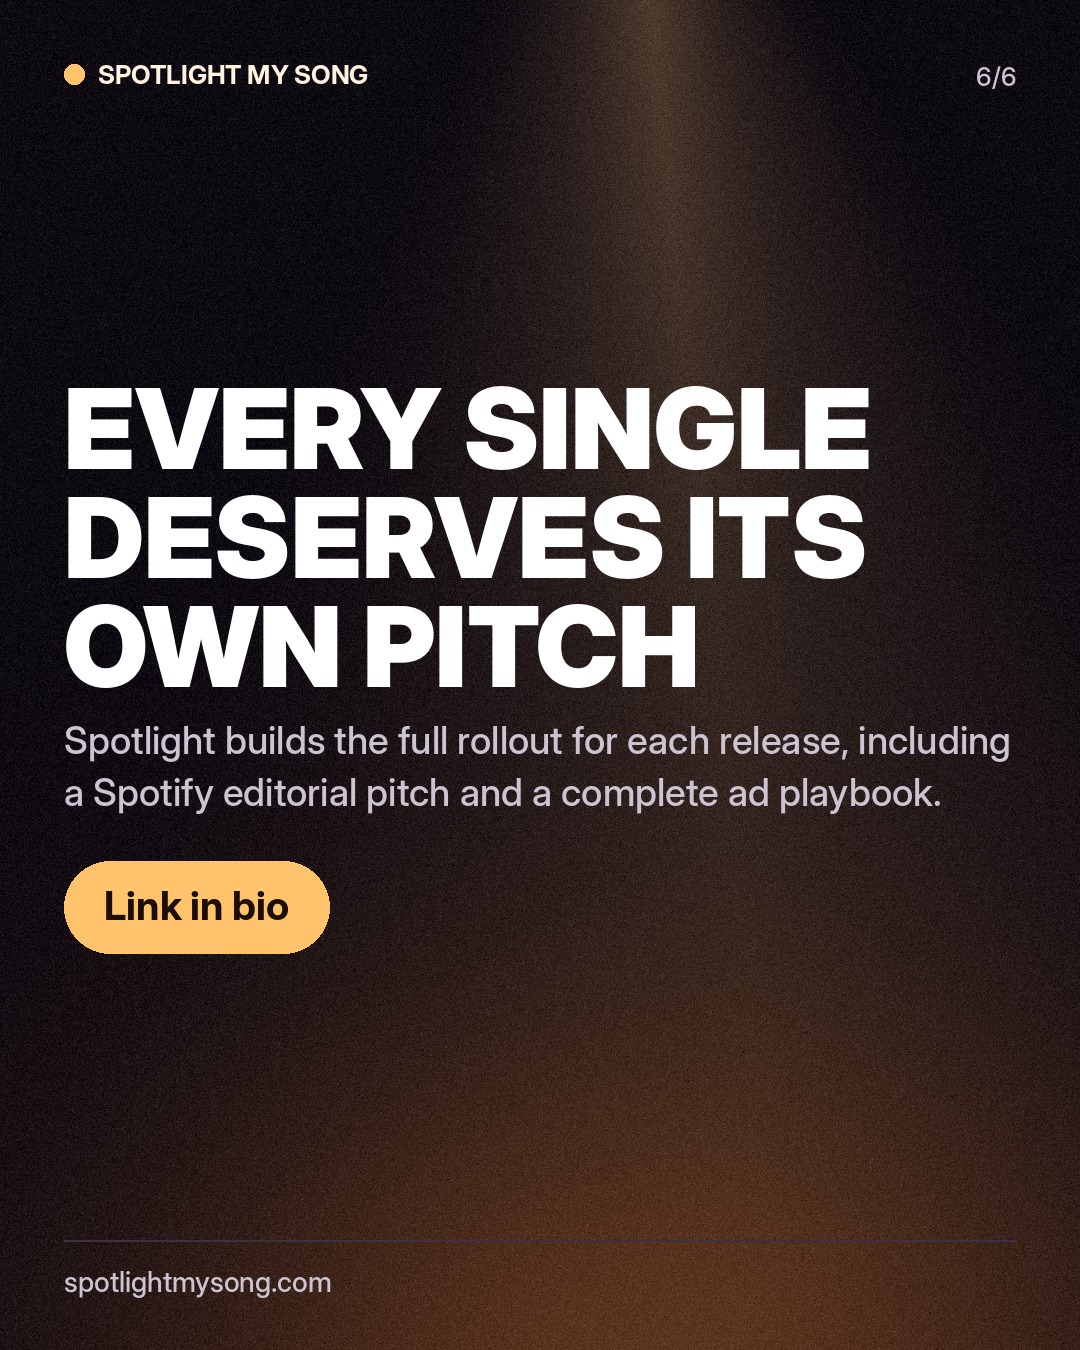 SPOTLIGHT MY SONG
6/6
EVERY SINGLE
DESERVES ITS
OWN PITCH
Spotlight builds the full rollout for each release, including
a Spotify editorial pitch and a complete ad playbook.
Link in bio
spotlightmysong.com